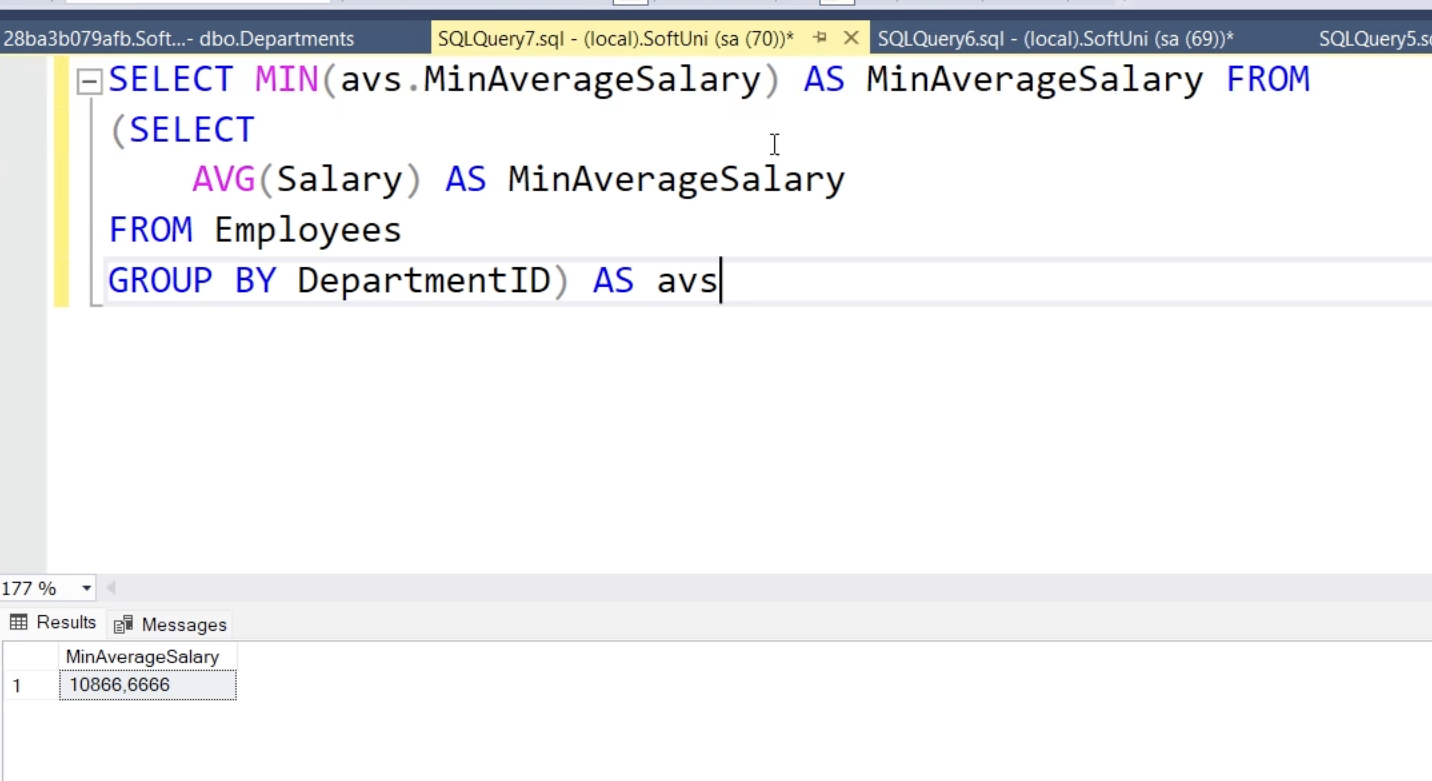 28ba3b079afb.Soft...- dbo.Departments SQLQuery7.sql - (local).SoftUni (sa (70))* SQLQuery6.sql - (local).SoftUni (sa (69))* SQLQuery5.s
SELECT MIN(avs.MinAverageSalary) AS MinAverageSalary FROM
(SELECT
AVG(Salary) AS MinAverageSalary
FROM Employees
GROUP BY DepartmentID) AS avs
177 %
Results Messages
MinAverageSalary
1 10866,6666